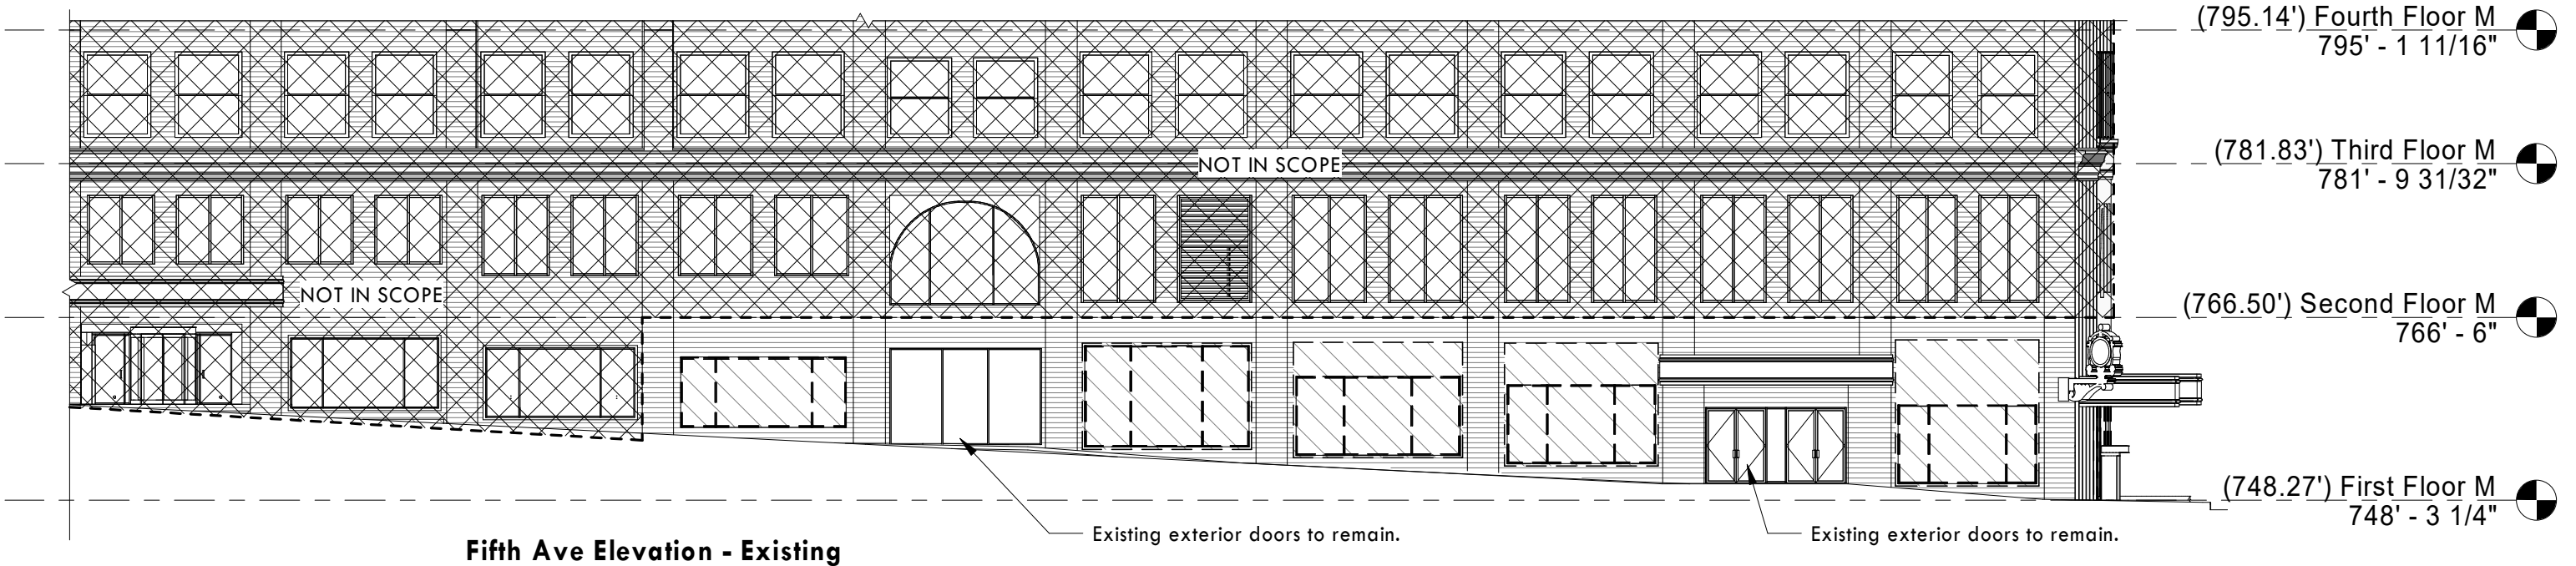 (795.14') Fourth Floor M
795' - 1 11/16"
NOT IN SCOPE
(781.83') Third Floor M
781' - 9 31/32"
NOT IN SCOPE
(766.50') Second Floor M
766' - 6"
(748.27') First Floor M
748' - 3 1/4"
Existing exterior doors to remain.
Existing exterior doors to remain.
Fifth Ave Elevation - Existing